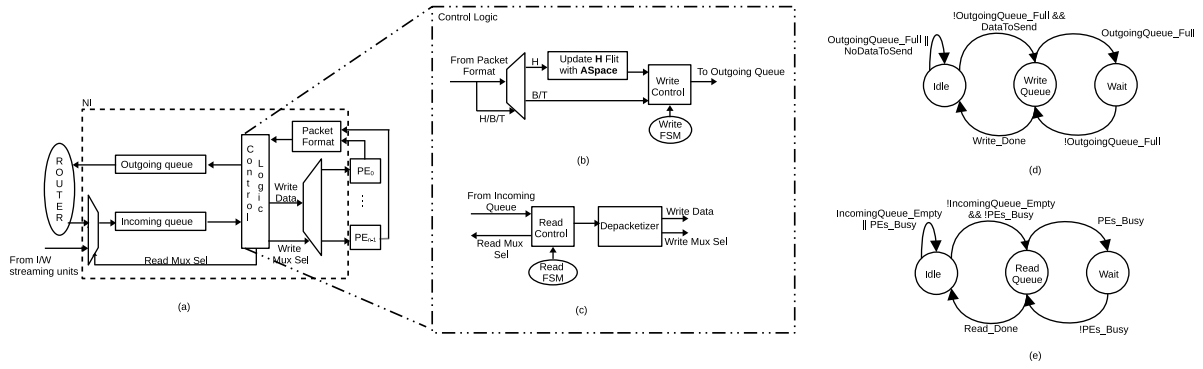 NI
R
O
U
T
E
R
Outgoing queue
Incoming queue
Control
Logic
Packet
Format
Write
Data
Write
Mux Sel
PE0
PEn-1
Read Mux Sel
From I/W
streaming units
(a)
Control Logic
From Packet
Format
H
B/T
H/B/T
Update H Flit
with ASpace
Write
Control
To Outgoing Queue
Write
FSM
(b)
From Incoming
Queue
Read Mux
Sel
Read
Control
Read
FSM
Depacketizer
Write Data
Write Mux Sel
(c)
!OutgoingQueue_Full &&
DataToSend
OutgoingQueue_Full ||
NoDataToSend
OutgoingQueue_Full
Idle
Write
Queue
Wait
Write_Done
!OutgoingQueue_Full
(d)
!IncomingQueue_Empty
&& !PEs_Busy
IncomingQueue_Empty
|| PEs_Busy
PEs_Busy
Idle
Read
Queue
Wait
Read_Done
!PEs_Busy
(e)